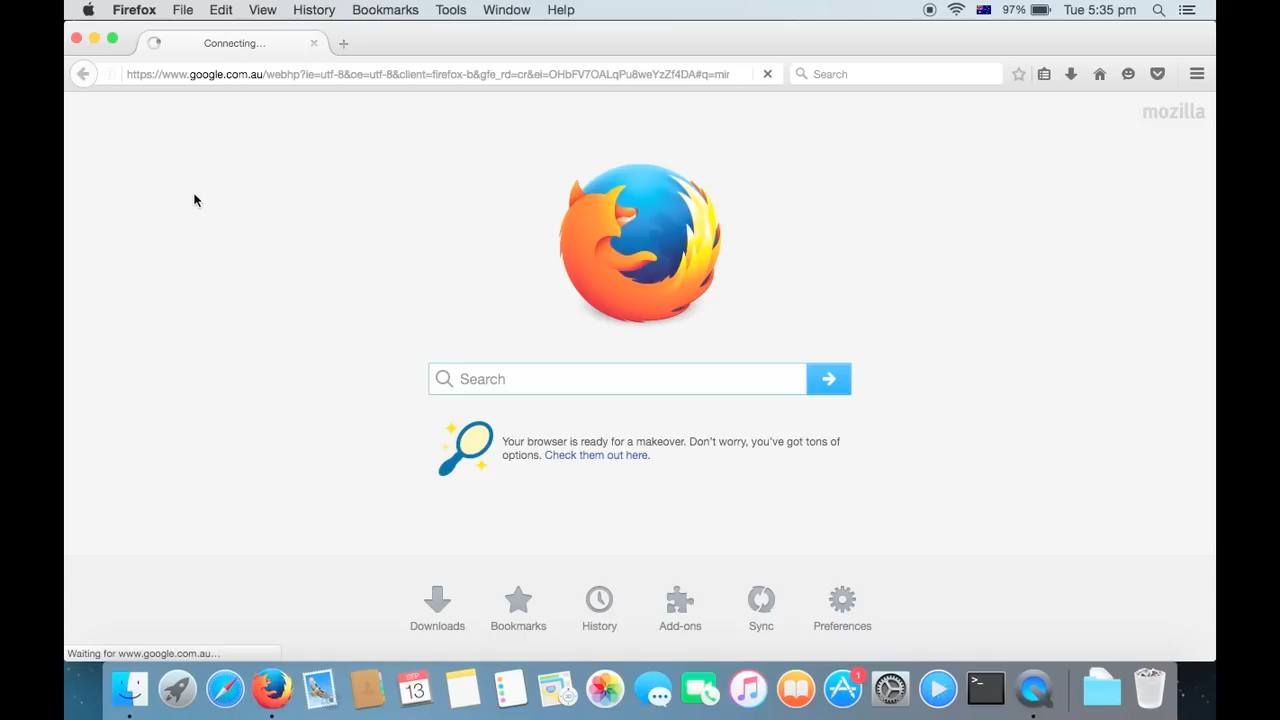 Firefox File Edit View History Bookmarks Tools Window Help 97% Tue 5:35 pm
Connecting...
https://www.google.com.au/webhp?ie=utf-8&oe=utf-8&client=firefox-b&gfe_rd=cr&ei=OHbFV7OALqPu8weYzZf4DA#q=mir Search
mozilla
Search
Your browser is ready for a makeover. Don't worry, you've got tons of
options. Check them out here.
Downloads Bookmarks History Add-ons Sync Preferences
Waiting for www.google.com.au...
SEP
13
1